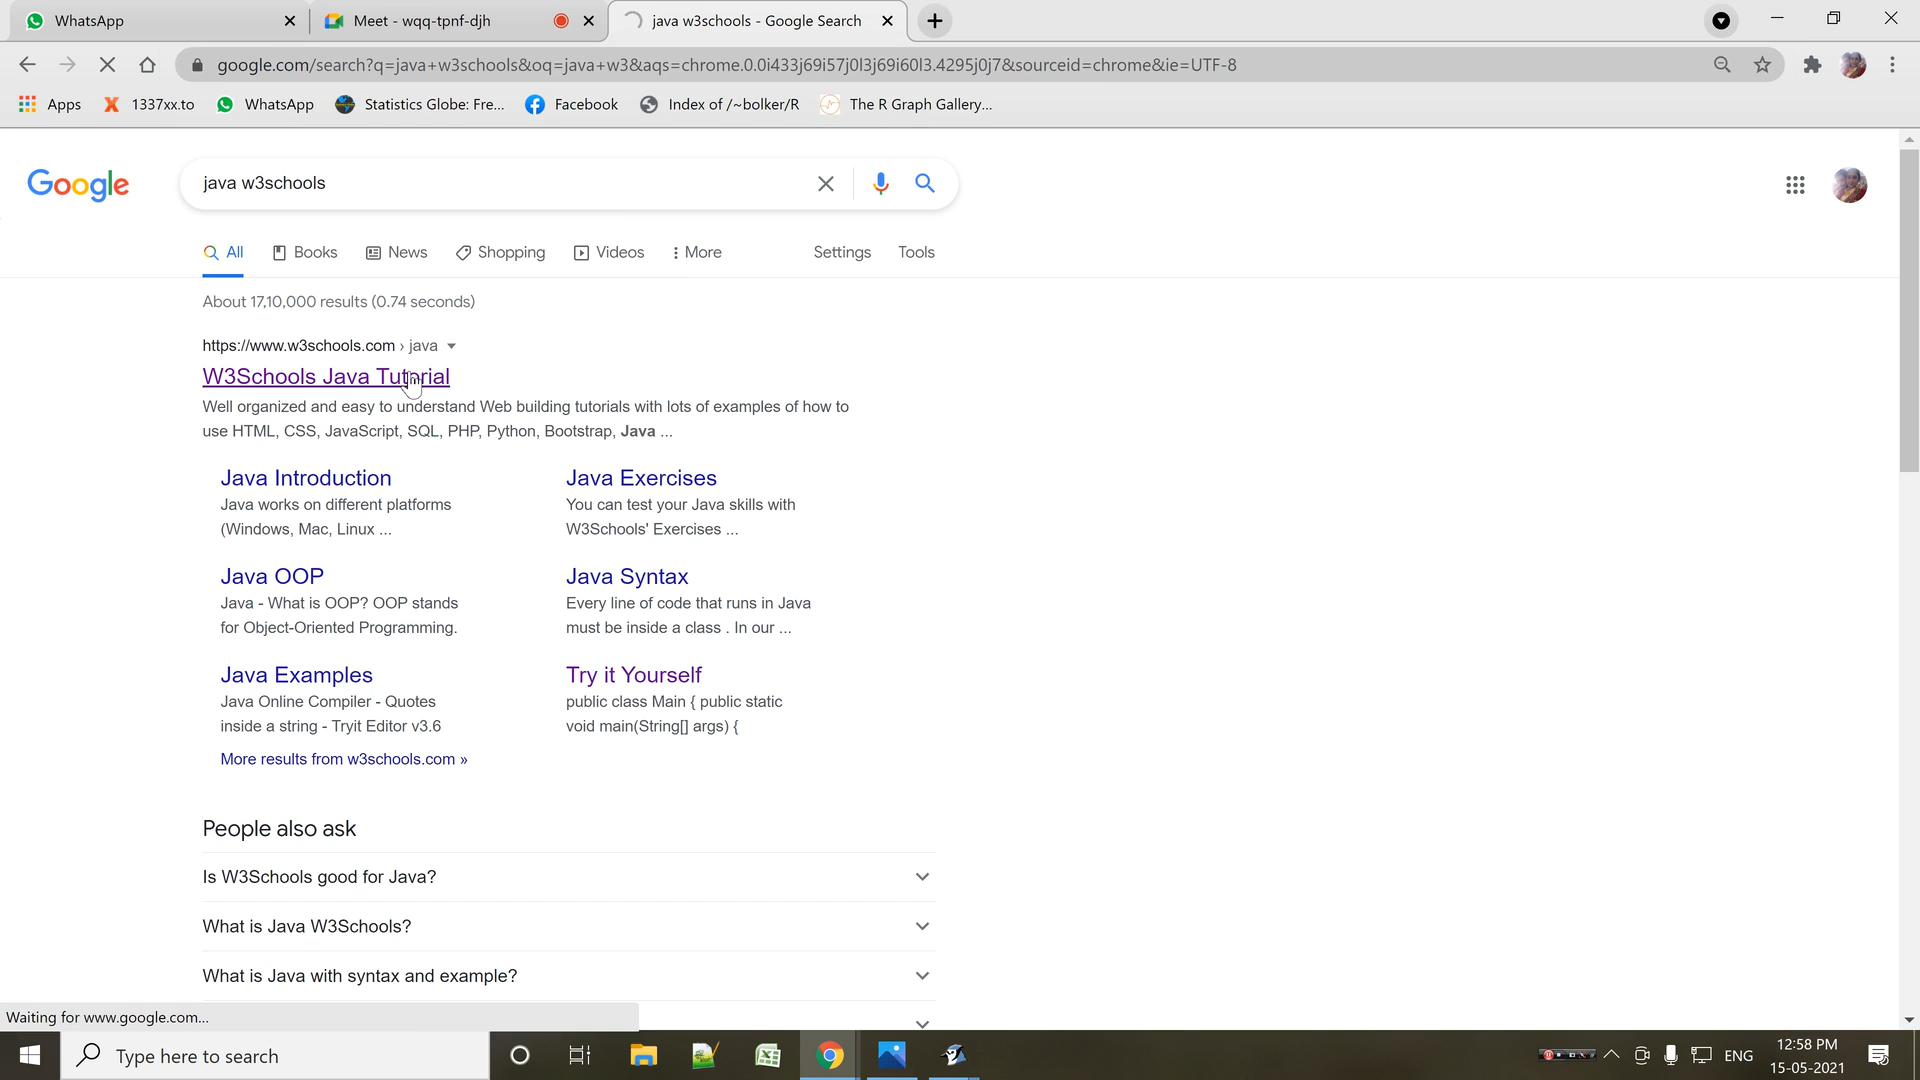 WhatsApp
Meet - wqq-tpnf-djh
java w3schools - Google Search
google.com/search?q=java+w3schools&oq=java+w3&aqs=chrome.0.0i433j69i57j0l3j69i60l3.4295j0j7&sourceid=chrome&ie=UTF-8
Apps 1337xx.to WhatsApp Statistics Globe: Fre... Facebook Index of /~bolker/R The R Graph Gallery...
Google
java w3schools
All Books News Shopping Videos More Settings Tools
About 17,10,000 results (0.74 seconds)
https://www.w3schools.com › java
W3Schools Java Tutorial
Well organized and easy to understand Web building tutorials with lots of examples of how to
use HTML, CSS, JavaScript, SQL, PHP, Python, Bootstrap, Java ...
Java Introduction
Java works on different platforms
(Windows, Mac, Linux ...
Java Exercises
You can test your Java skills with
W3Schools' Exercises ...
Java OOP
Java - What is OOP? OOP stands
for Object-Oriented Programming.
Java Syntax
Every line of code that runs in Java
must be inside a class . In our ...
Java Examples
Java Online Compiler - Quotes
inside a string - Tryit Editor v3.6
Try it Yourself
public class Main { public static
void main(String[] args) {
More results from w3schools.com »
People also ask
Is W3Schools good for Java?
What is Java W3Schools?
What is Java with syntax and example?
Waiting for www.google.com...
Type here to search
ENG
12:58 PM
15-05-2021